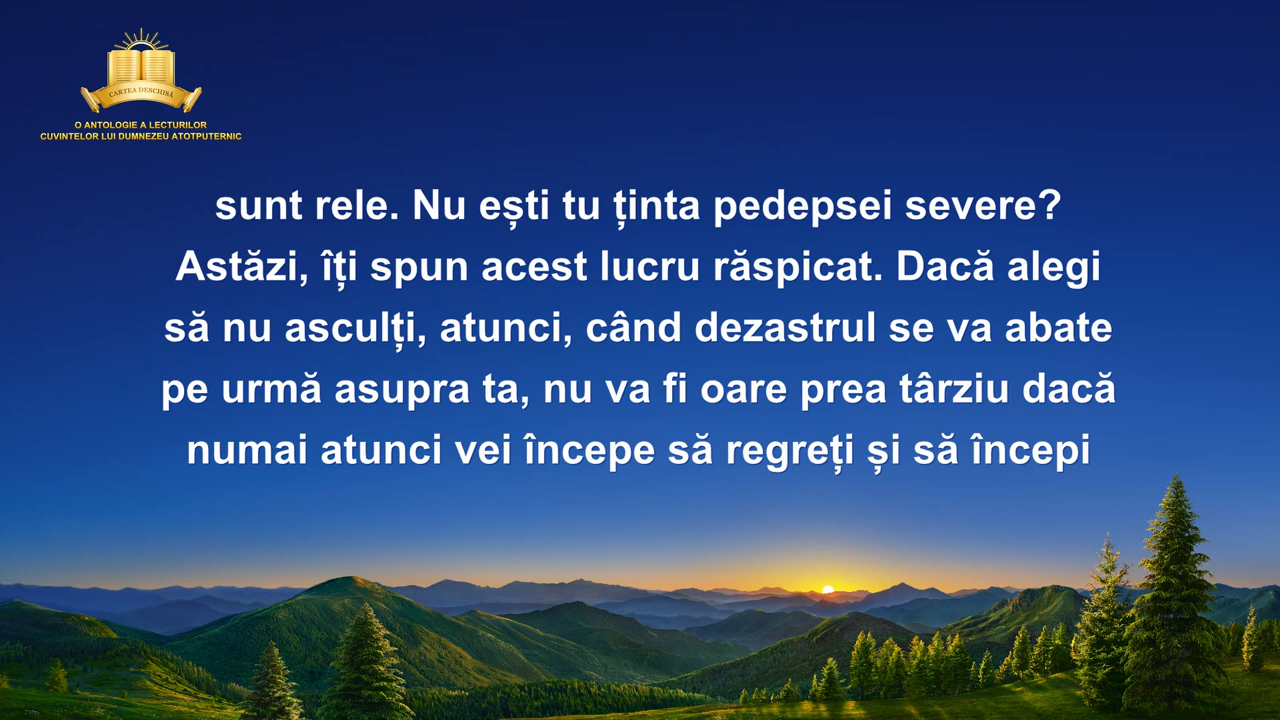 CARTEA DESCHISĂ
O ANTOLOGIE A LECTURILOR
CUVINTELOR LUI DUMNEZEU ATOTPUTERNIC
sunt rele. Nu ești tu ținta pedepsei severe?
Astăzi, îți spun acest lucru răspicat. Dacă alegi
să nu asculți, atunci, când dezastrul se va abate
pe urmă asupra ta, nu va fi oare prea târziu dacă
numai atunci vei începe să regreți și să începi